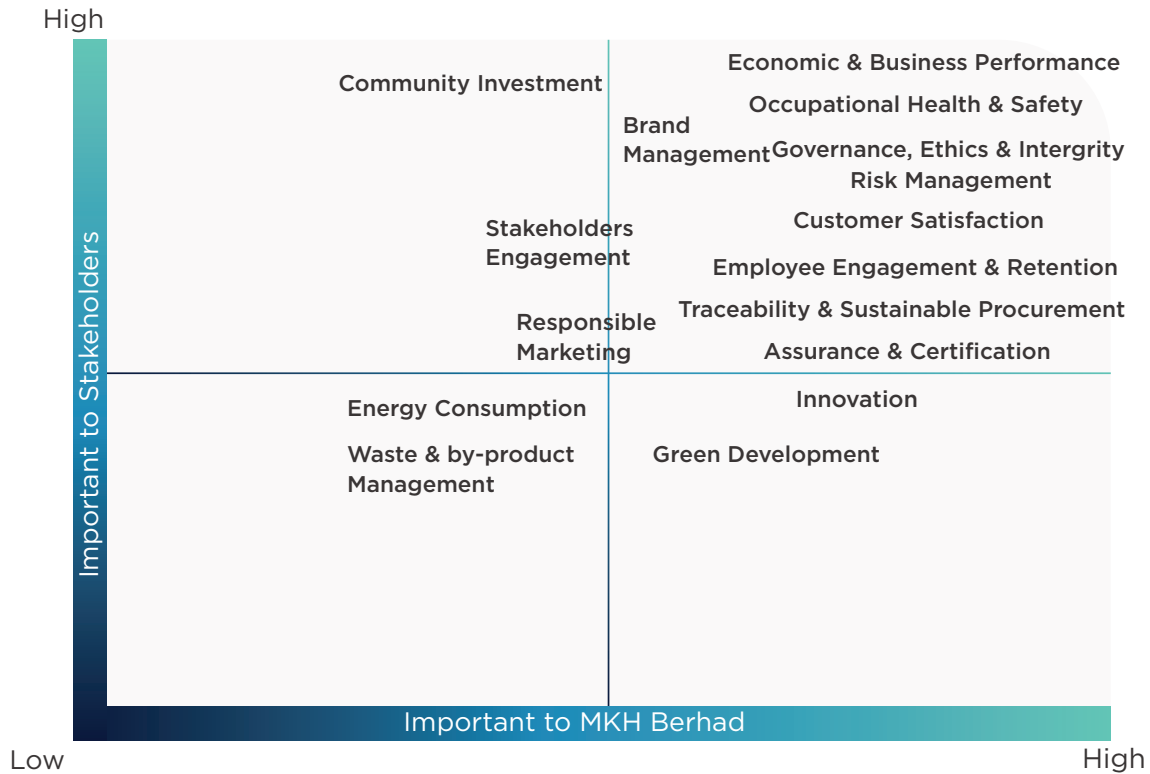 High
Economic & Business Performance
Community Investment
Occupational Health & Safety
Brand
Management
Governance, Ethics & Intergrity
Risk Management
Customer Satisfaction
Stakeholders
Engagement
Employee Engagement & Retention
Traceability & Sustainable Procurement
Responsible
Marketing
Assurance & Certification
Important to Stakeholders
Innovation
Energy Consumption
Waste & by-product
Management
Green Development
Important to MKH Berhad
Low
High